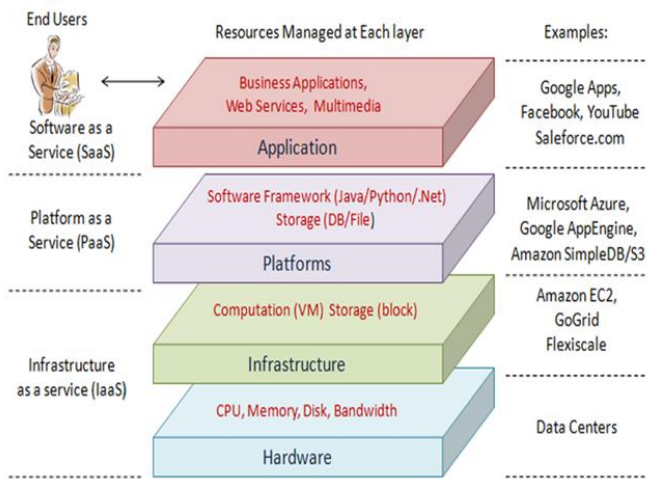 End Users
Resources Managed at Each layer
Examples:
Business Applications,
Web Services, Multimedia
Application
Software as a
Service (SaaS)
Google Apps,
Facebook, YouTube
Saleforce.com
Software Framework (Java/Python/.Net)
Storage (DB/File)
Platforms
Platform as a
Service (PaaS)
Microsoft Azure,
Google AppEngine,
Amazon SimpleDB/S3
Computation (VM) Storage (block)
Infrastructure
Amazon EC2,
GoGrid
Flexiscale
Infrastructure
as a service (IaaS)
CPU, Memory, Disk, Bandwidth
Hardware
Data Centers